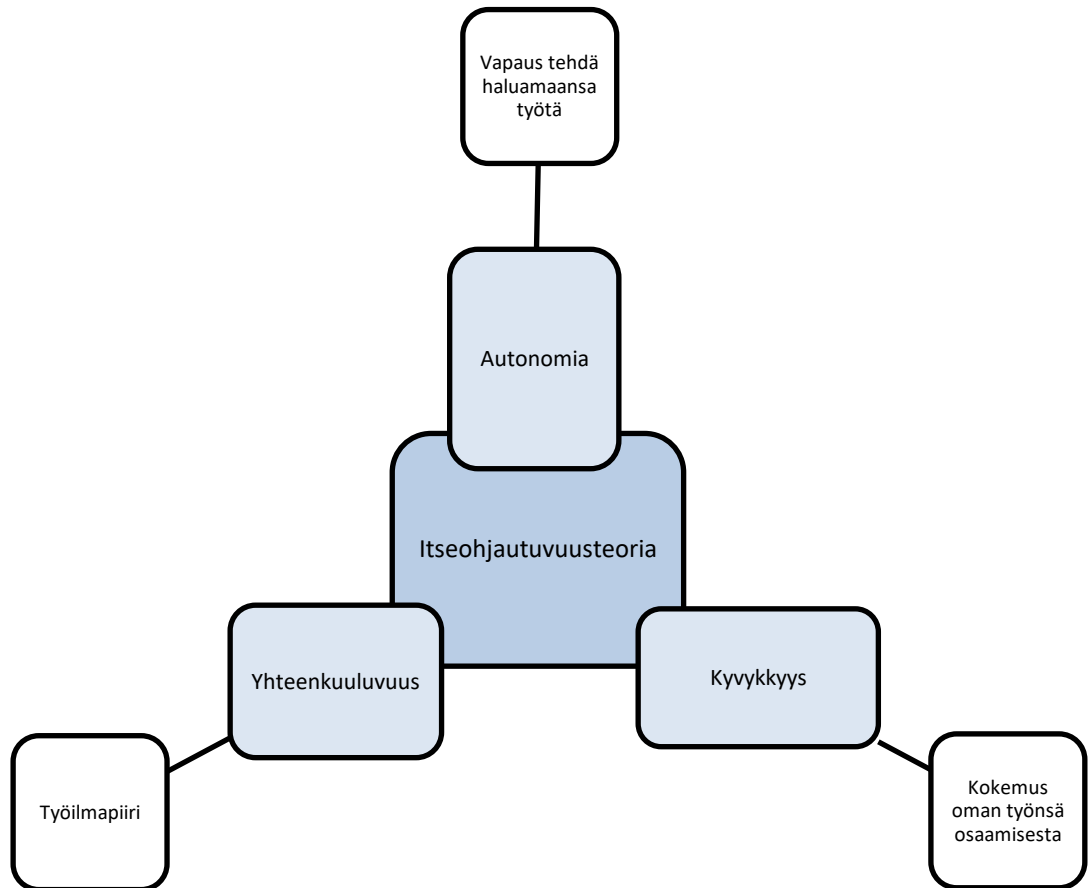 Vapaus tehdä
haluamaansa
työtä
Autonomia
Itseohjautuvuusteoria
Yhteenkuuluvuus
Kyvykkyys
Työilmapiiri
Kokemus
oman työnsä
osaamisesta